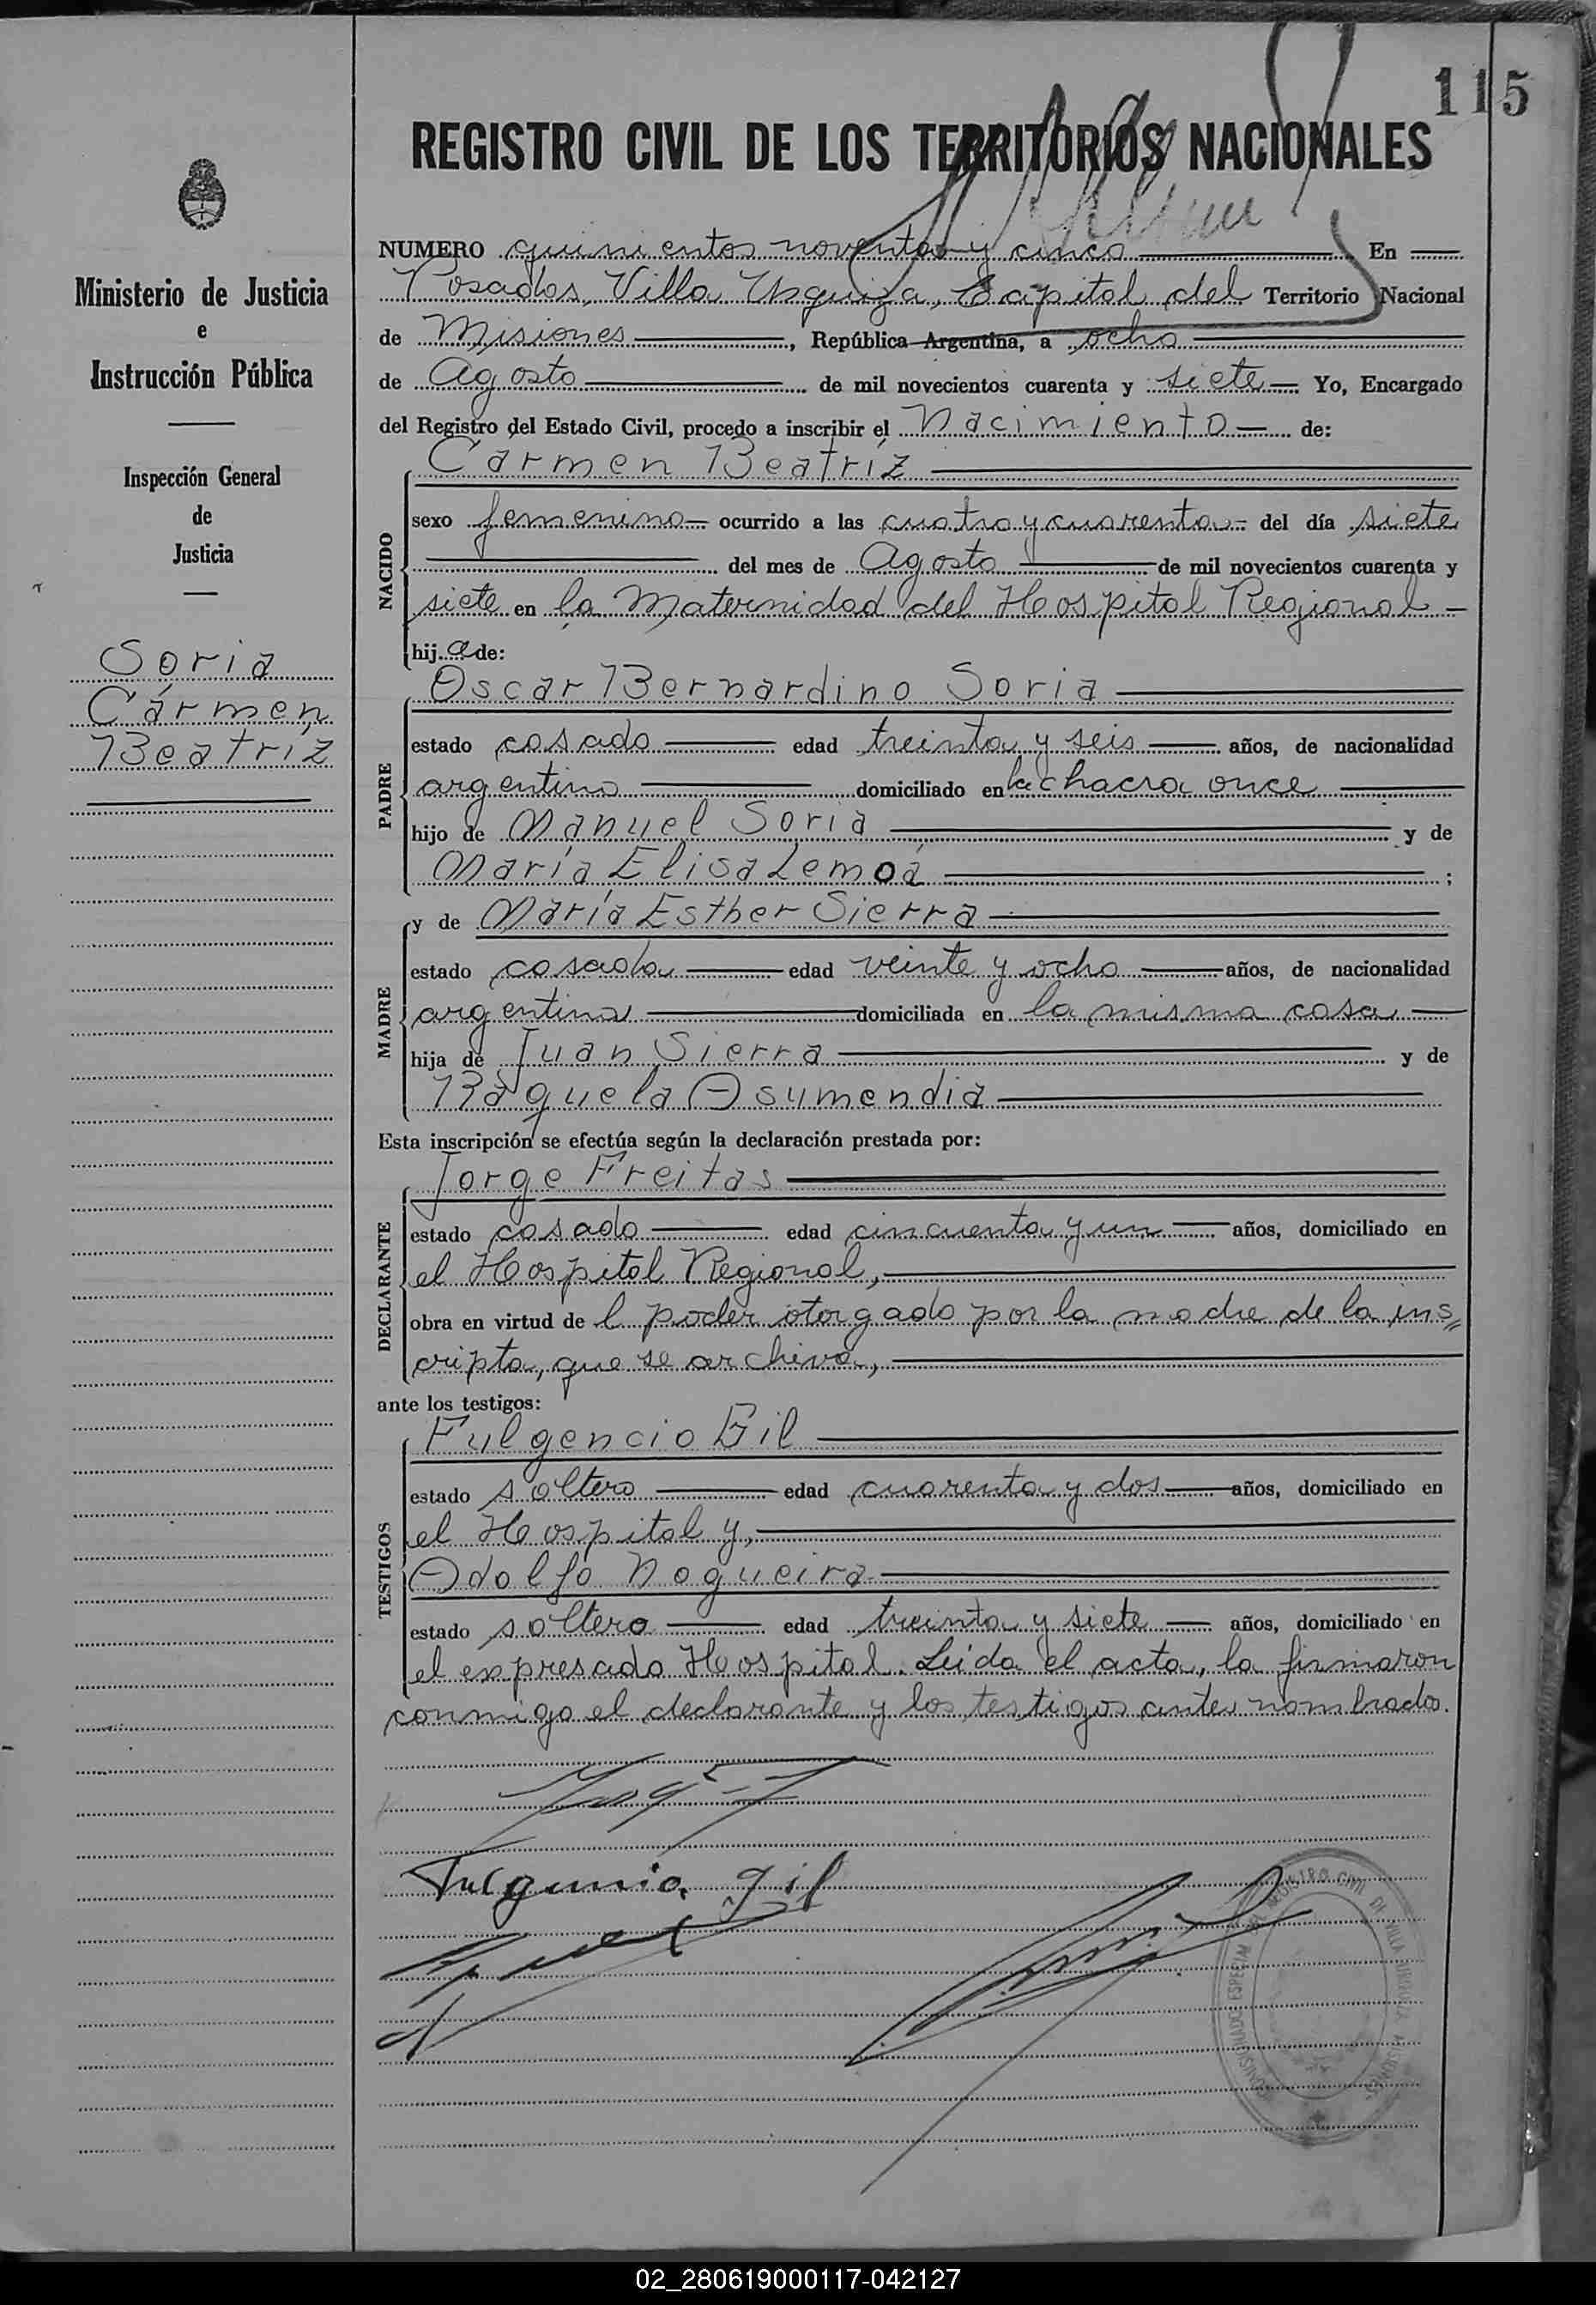 115
REGISTRO CIVIL DE LOS TERRITORIOS NACIONALES
Ministerio de Justicia
e
Instrucción Pública
Inspección General
de
Justicia
Soria
Cármen
Beatríz
NUMERO quinientos noventa y cinco En
Posadas, Villa Urquiza, Capital del Territorio Nacional
de Misiones, República Argentina, a ocho
de Agosto de mil novecientos cuarenta y siete Yo, Encargado
del Registro del Estado Civil, procedo a inscribir el Nacimiento de:
NACIDO
Carmen Beatríz
sexo femenino ocurrido a las cuatro y cuarenta del día siete
del mes de Agosto de mil novecientos cuarenta y
siete en la Maternidad del Hospital Regional
hija de:
PADRE
Oscar Bernardino Soria
estado casado edad treinta y seis años, de nacionalidad
argentina domiciliado en la chacra once
hijo de Manuel Soria y de
María Elisa Lemoá;
MADRE
y de María Esther Sierra
estado casada edad veinte y ocho años, de nacionalidad
argentina domiciliada en la misma casa
hija de Juan Sierra y de
Raquela Asumendia
Esta inscripción se efectúa según la declaración prestada por:
DECLARANTE
Jorge Freitas
estado casado edad cincuenta y un años, domiciliado en
el Hospital Regional,
obra en virtud del poder otorgado por la madre de la ins=
cripta, que se archiva,
ante los testigos:
TESTIGOS
Fulgencio Gil
estado soltero edad cuarenta y dos años, domiciliado en
el Hospital y,
Adolfo Nogueira
estado soltero edad treinta y siete años, domiciliado en
el expresado Hospital. Leida el acta, la firmaron
conmigo el declarante y los testigos antes nombrados.
Fulgencio Gil
REGISTRO CIVIL DE VILLA URQUIZA
02_280619000117-042127